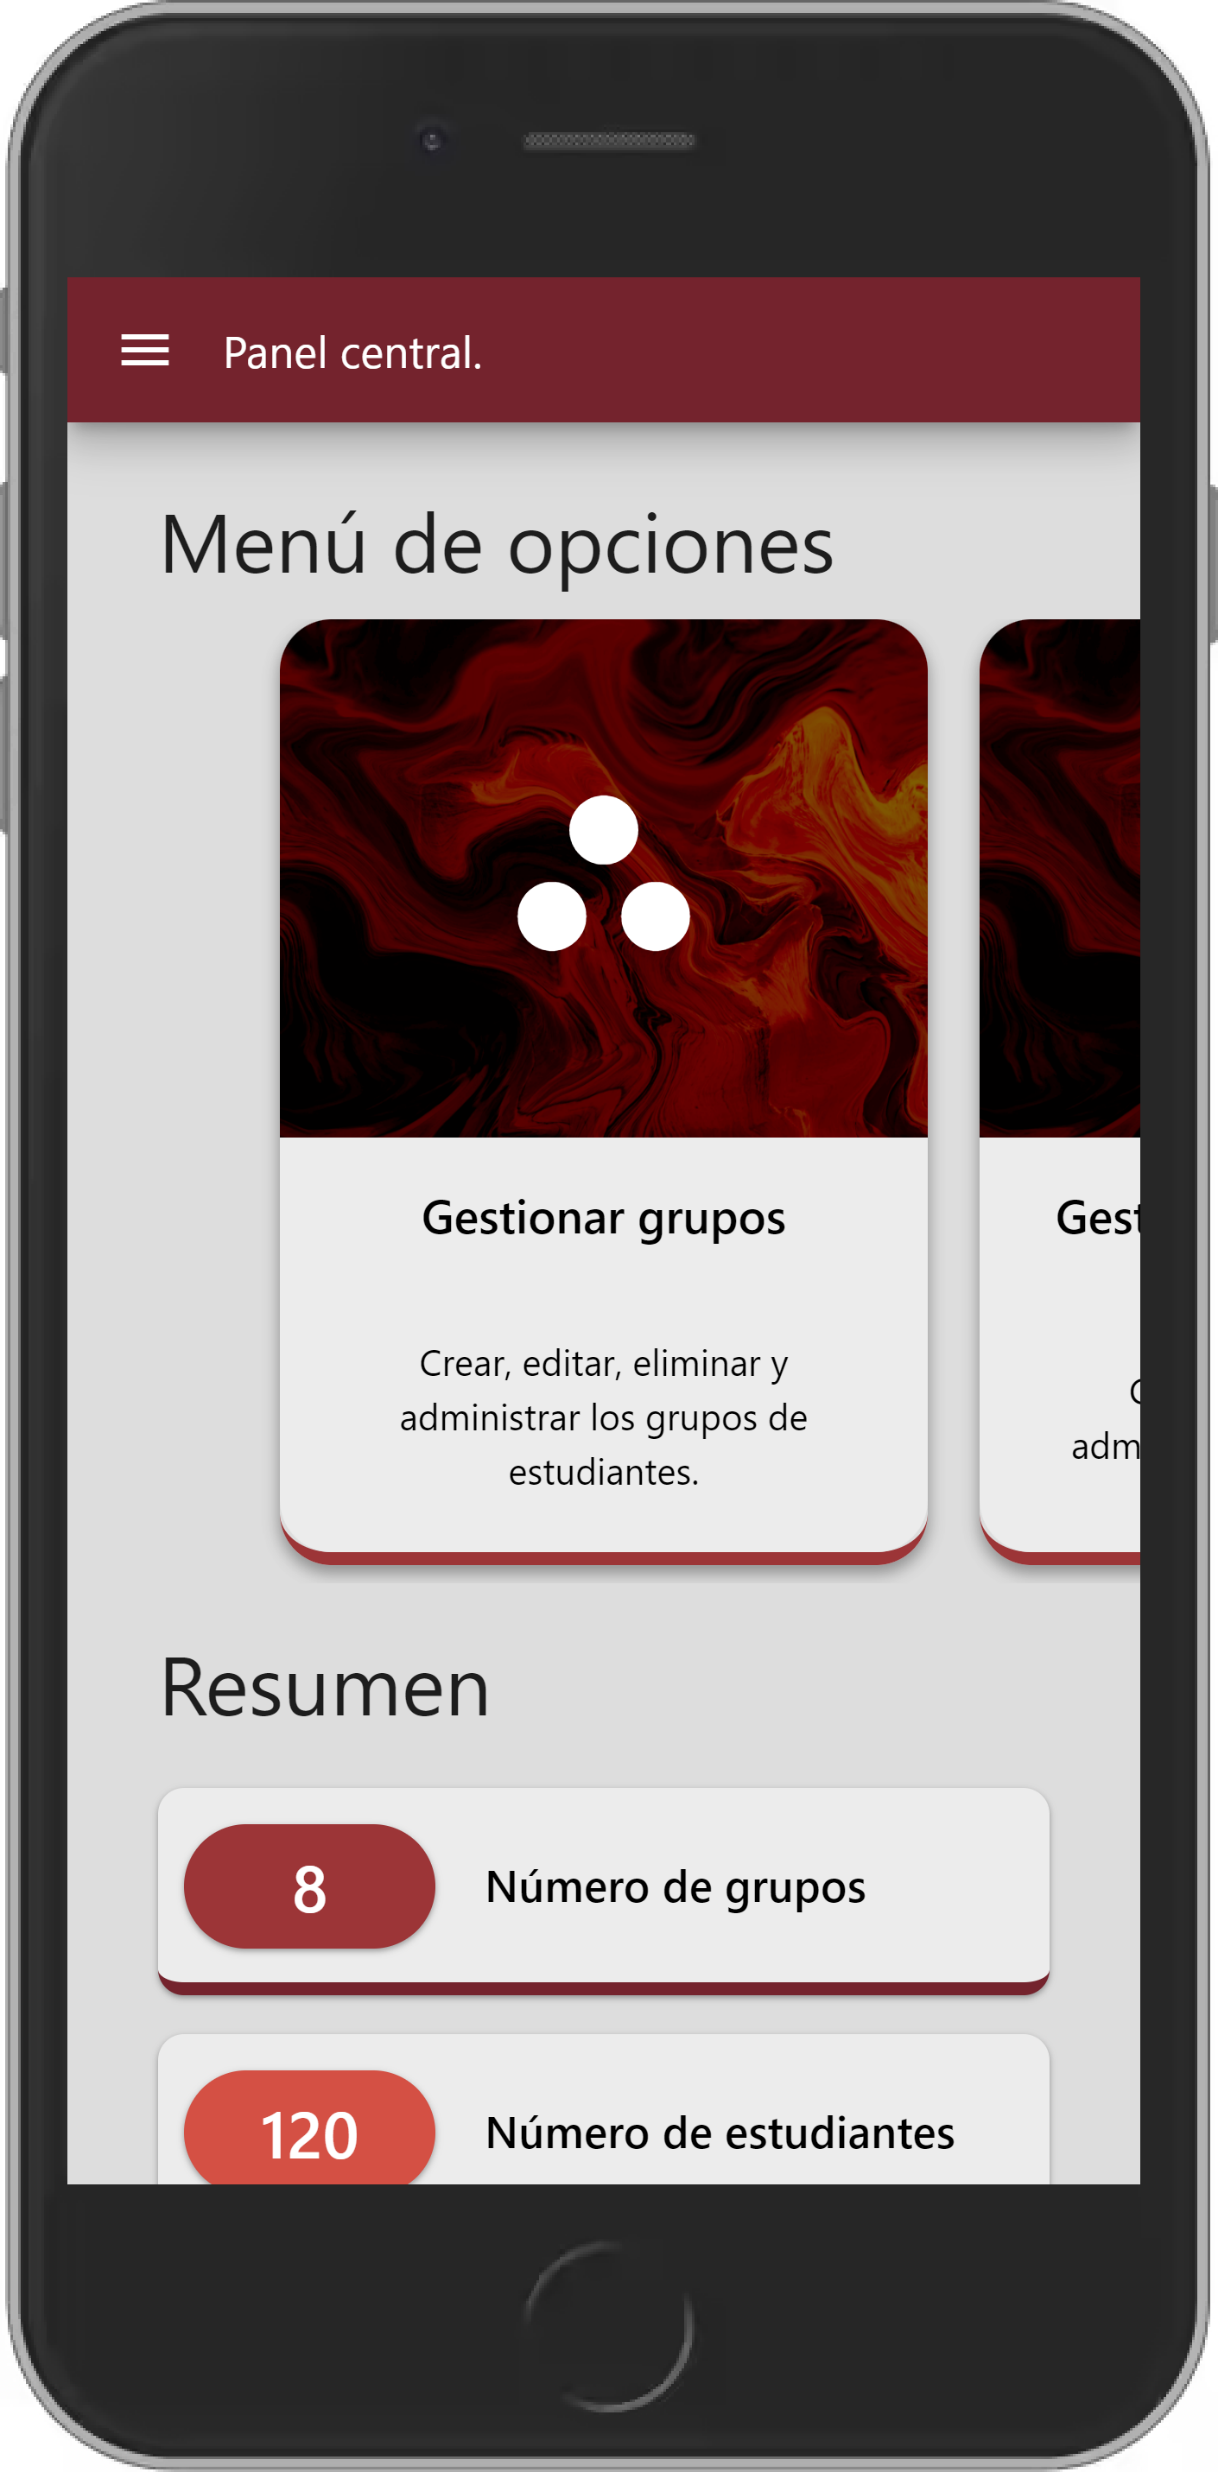 Panel central.
Menú de opciones
Gestionar grupos
Crear, editar, eliminar y
administrar los grupos de
estudiantes.
Resumen
8
Número de grupos
120
Número de estudiantes